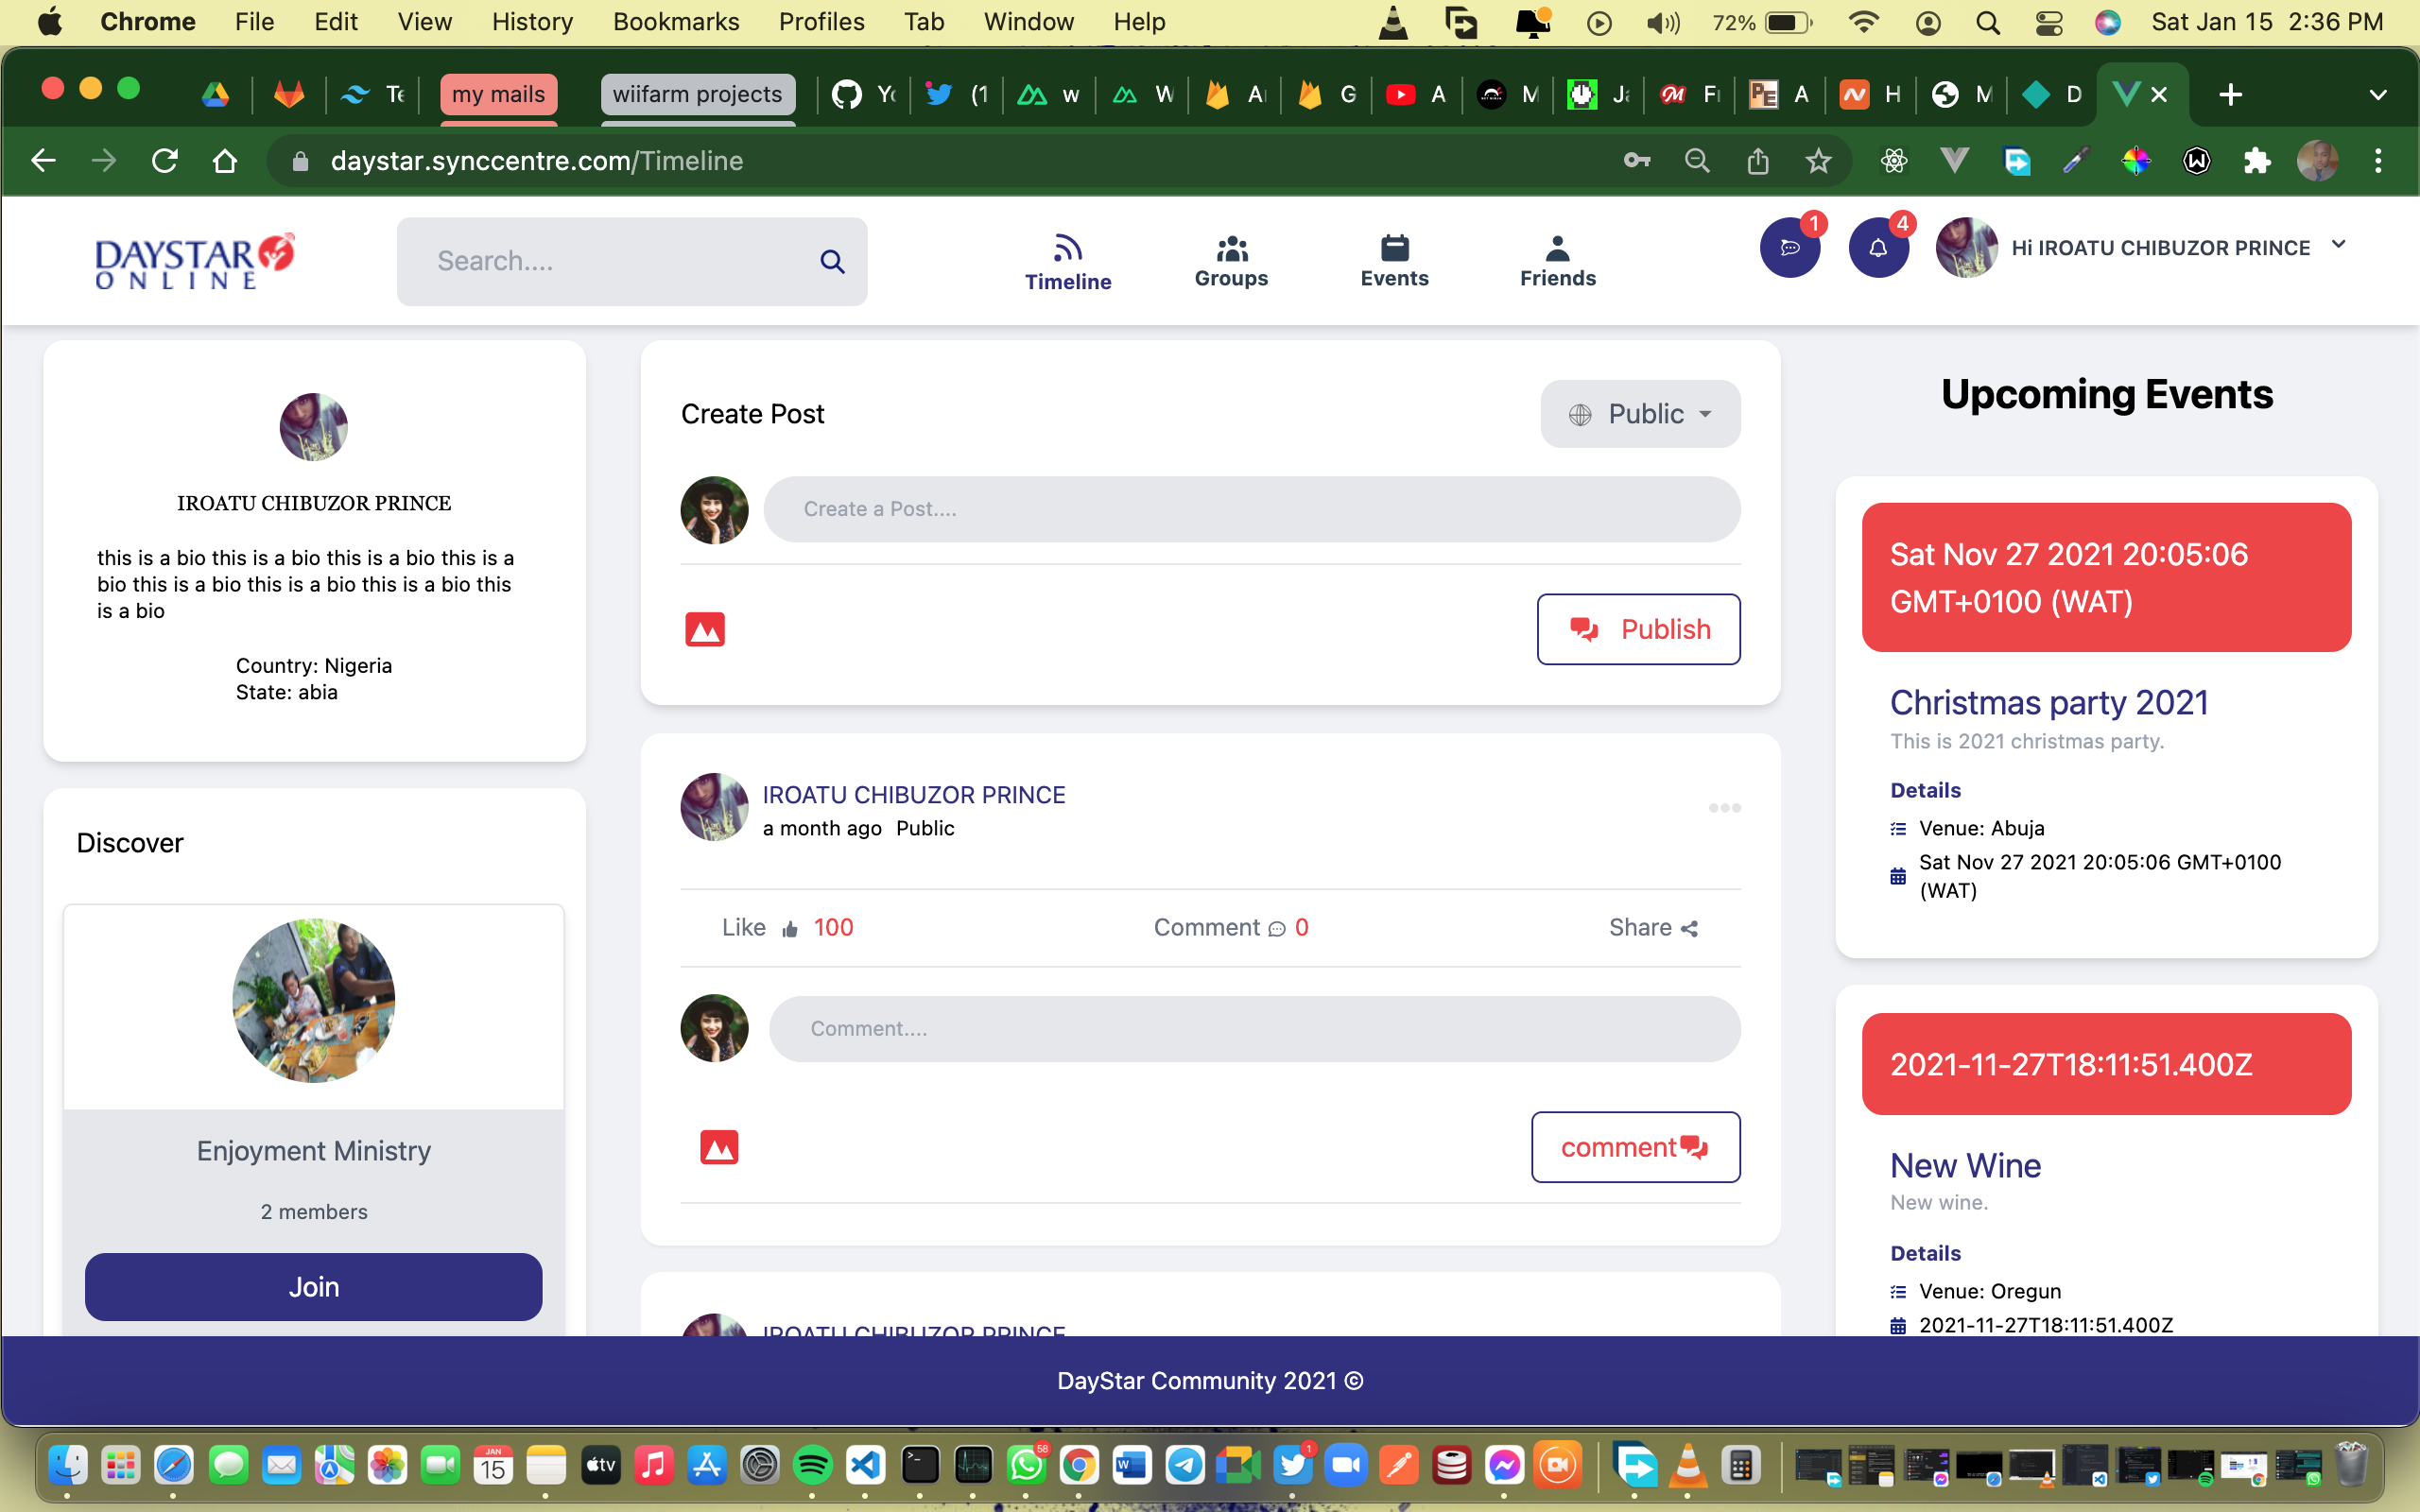 Chrome File Edit View History Bookmarks Profiles Tab Window Help 72% Sat Jan 15 2:36 PM
my mails wiifarm projects
daystar.synccentre.com/Timeline
DAYSTAR
ONLINE
Search....
Timeline
Groups
Events
Friends
1
4
Hi IROATU CHIBUZOR PRINCE
IROATU CHIBUZOR PRINCE
this is a bio this is a bio this is a bio this is a
bio this is a bio this is a bio this is a bio this
is a bio
Country: Nigeria
State: abia
Discover
Enjoyment Ministry
2 members
Join
Create Post
Public
Create a Post....
Publish
IROATU CHIBUZOR PRINCE
a month ago Public
Like 100
Comment 0
Share
Comment....
comment
IROATU CHIBUZOR PRINCE
Upcoming Events
Sat Nov 27 2021 20:05:06
GMT+0100 (WAT)
Christmas party 2021
This is 2021 christmas party.
Details
Venue: Abuja
Sat Nov 27 2021 20:05:06 GMT+0100
(WAT)
2021-11-27T18:11:51.400Z
New Wine
New wine.
Details
Venue: Oregun
2021-11-27T18:11:51.400Z
DayStar Community 2021 ©
JAN
15
tv
58
1